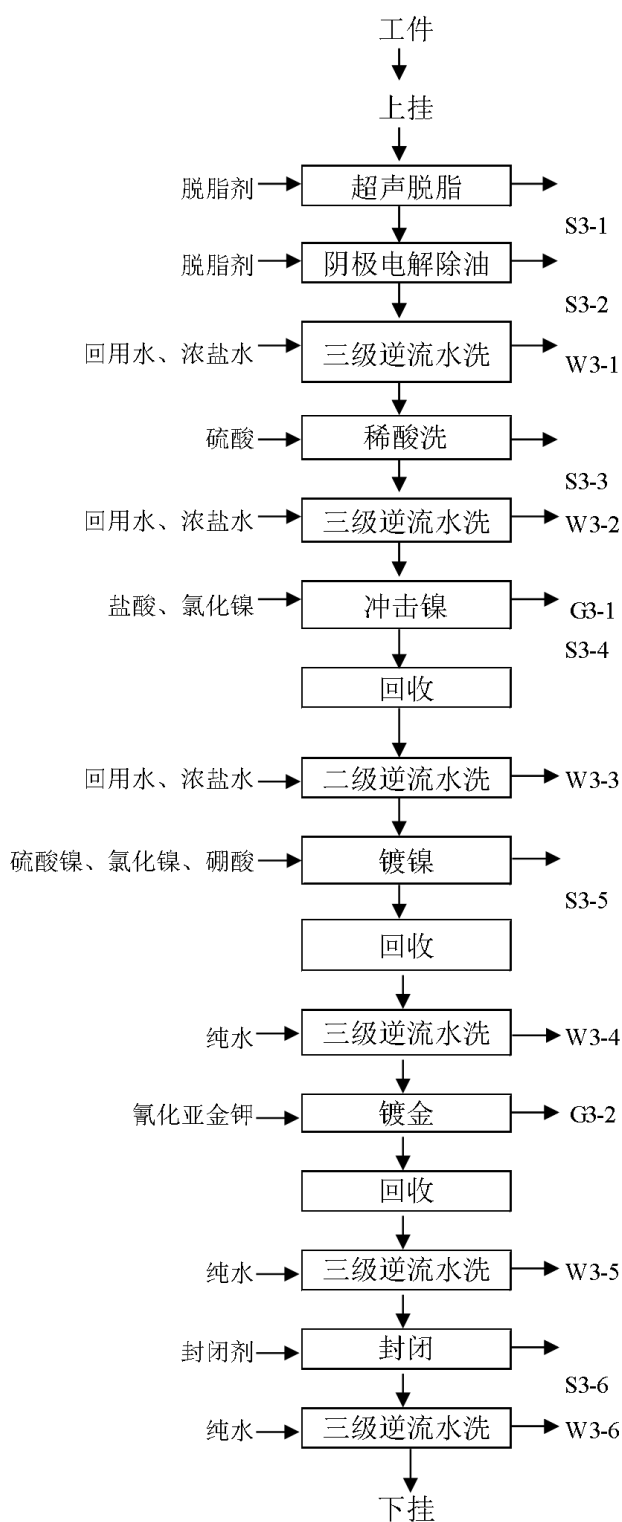 工件
上挂
脱脂剂 超声脱脂
S3-1
脱脂剂 阴极电解除油
S3-2
回用水、浓盐水 三级逆流水洗 W3-1
硫酸 稀酸洗
S3-3
回用水、浓盐水 三级逆流水洗 W3-2
盐酸、氯化镍 冲击镍 G3-1
S3-4
回收
回用水、浓盐水 二级逆流水洗 W3-3
硫酸镍、氯化镍、硼酸 镀镍
S3-5
回收
纯水 三级逆流水洗 W3-4
氰化亚金钾 镀金 G3-2
回收
纯水 三级逆流水洗 W3-5
封闭剂 封闭
S3-6
纯水 三级逆流水洗 W3-6
下挂